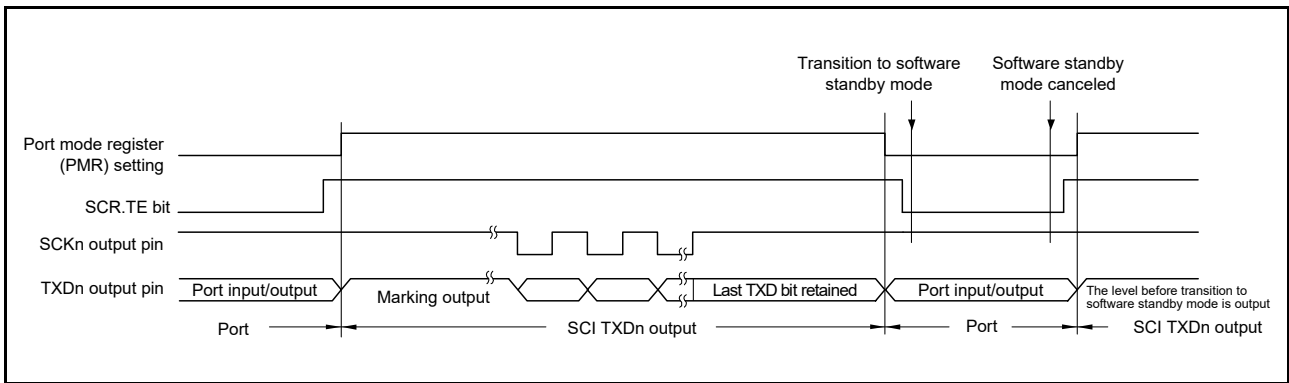 Transition to software
standby mode
Software standby
mode canceled
Port mode register
(PMR) setting
SCR.TE bit
SCKn output pin
TXDn output pin
Port input/output
Marking output
Last TXD bit retained
Port input/output
The level before transition to
software standby mode is output
Port
SCI TXDn output
Port
SCI TXDn output